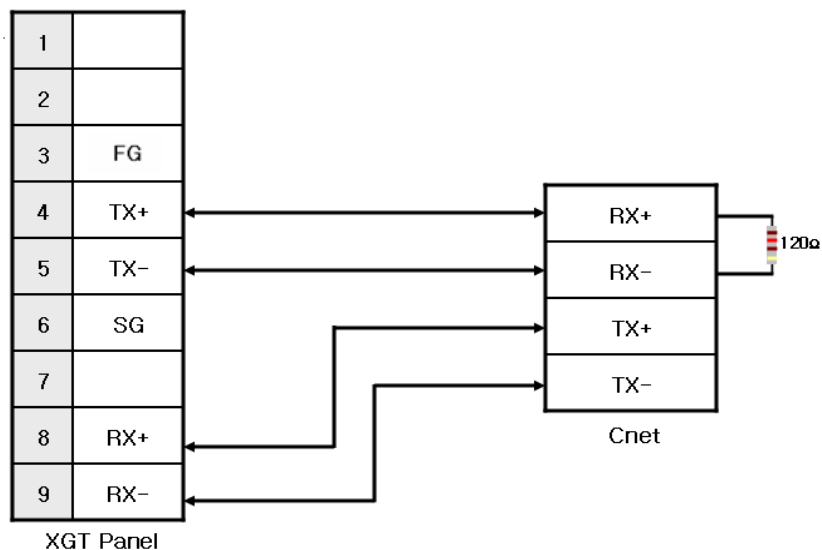 1
2
3 FG
4 TX+ RX+
120Ω
5 TX- RX-
6 SG TX+
7 TX-
8 RX+ Cnet
9 RX-
XGT Panel